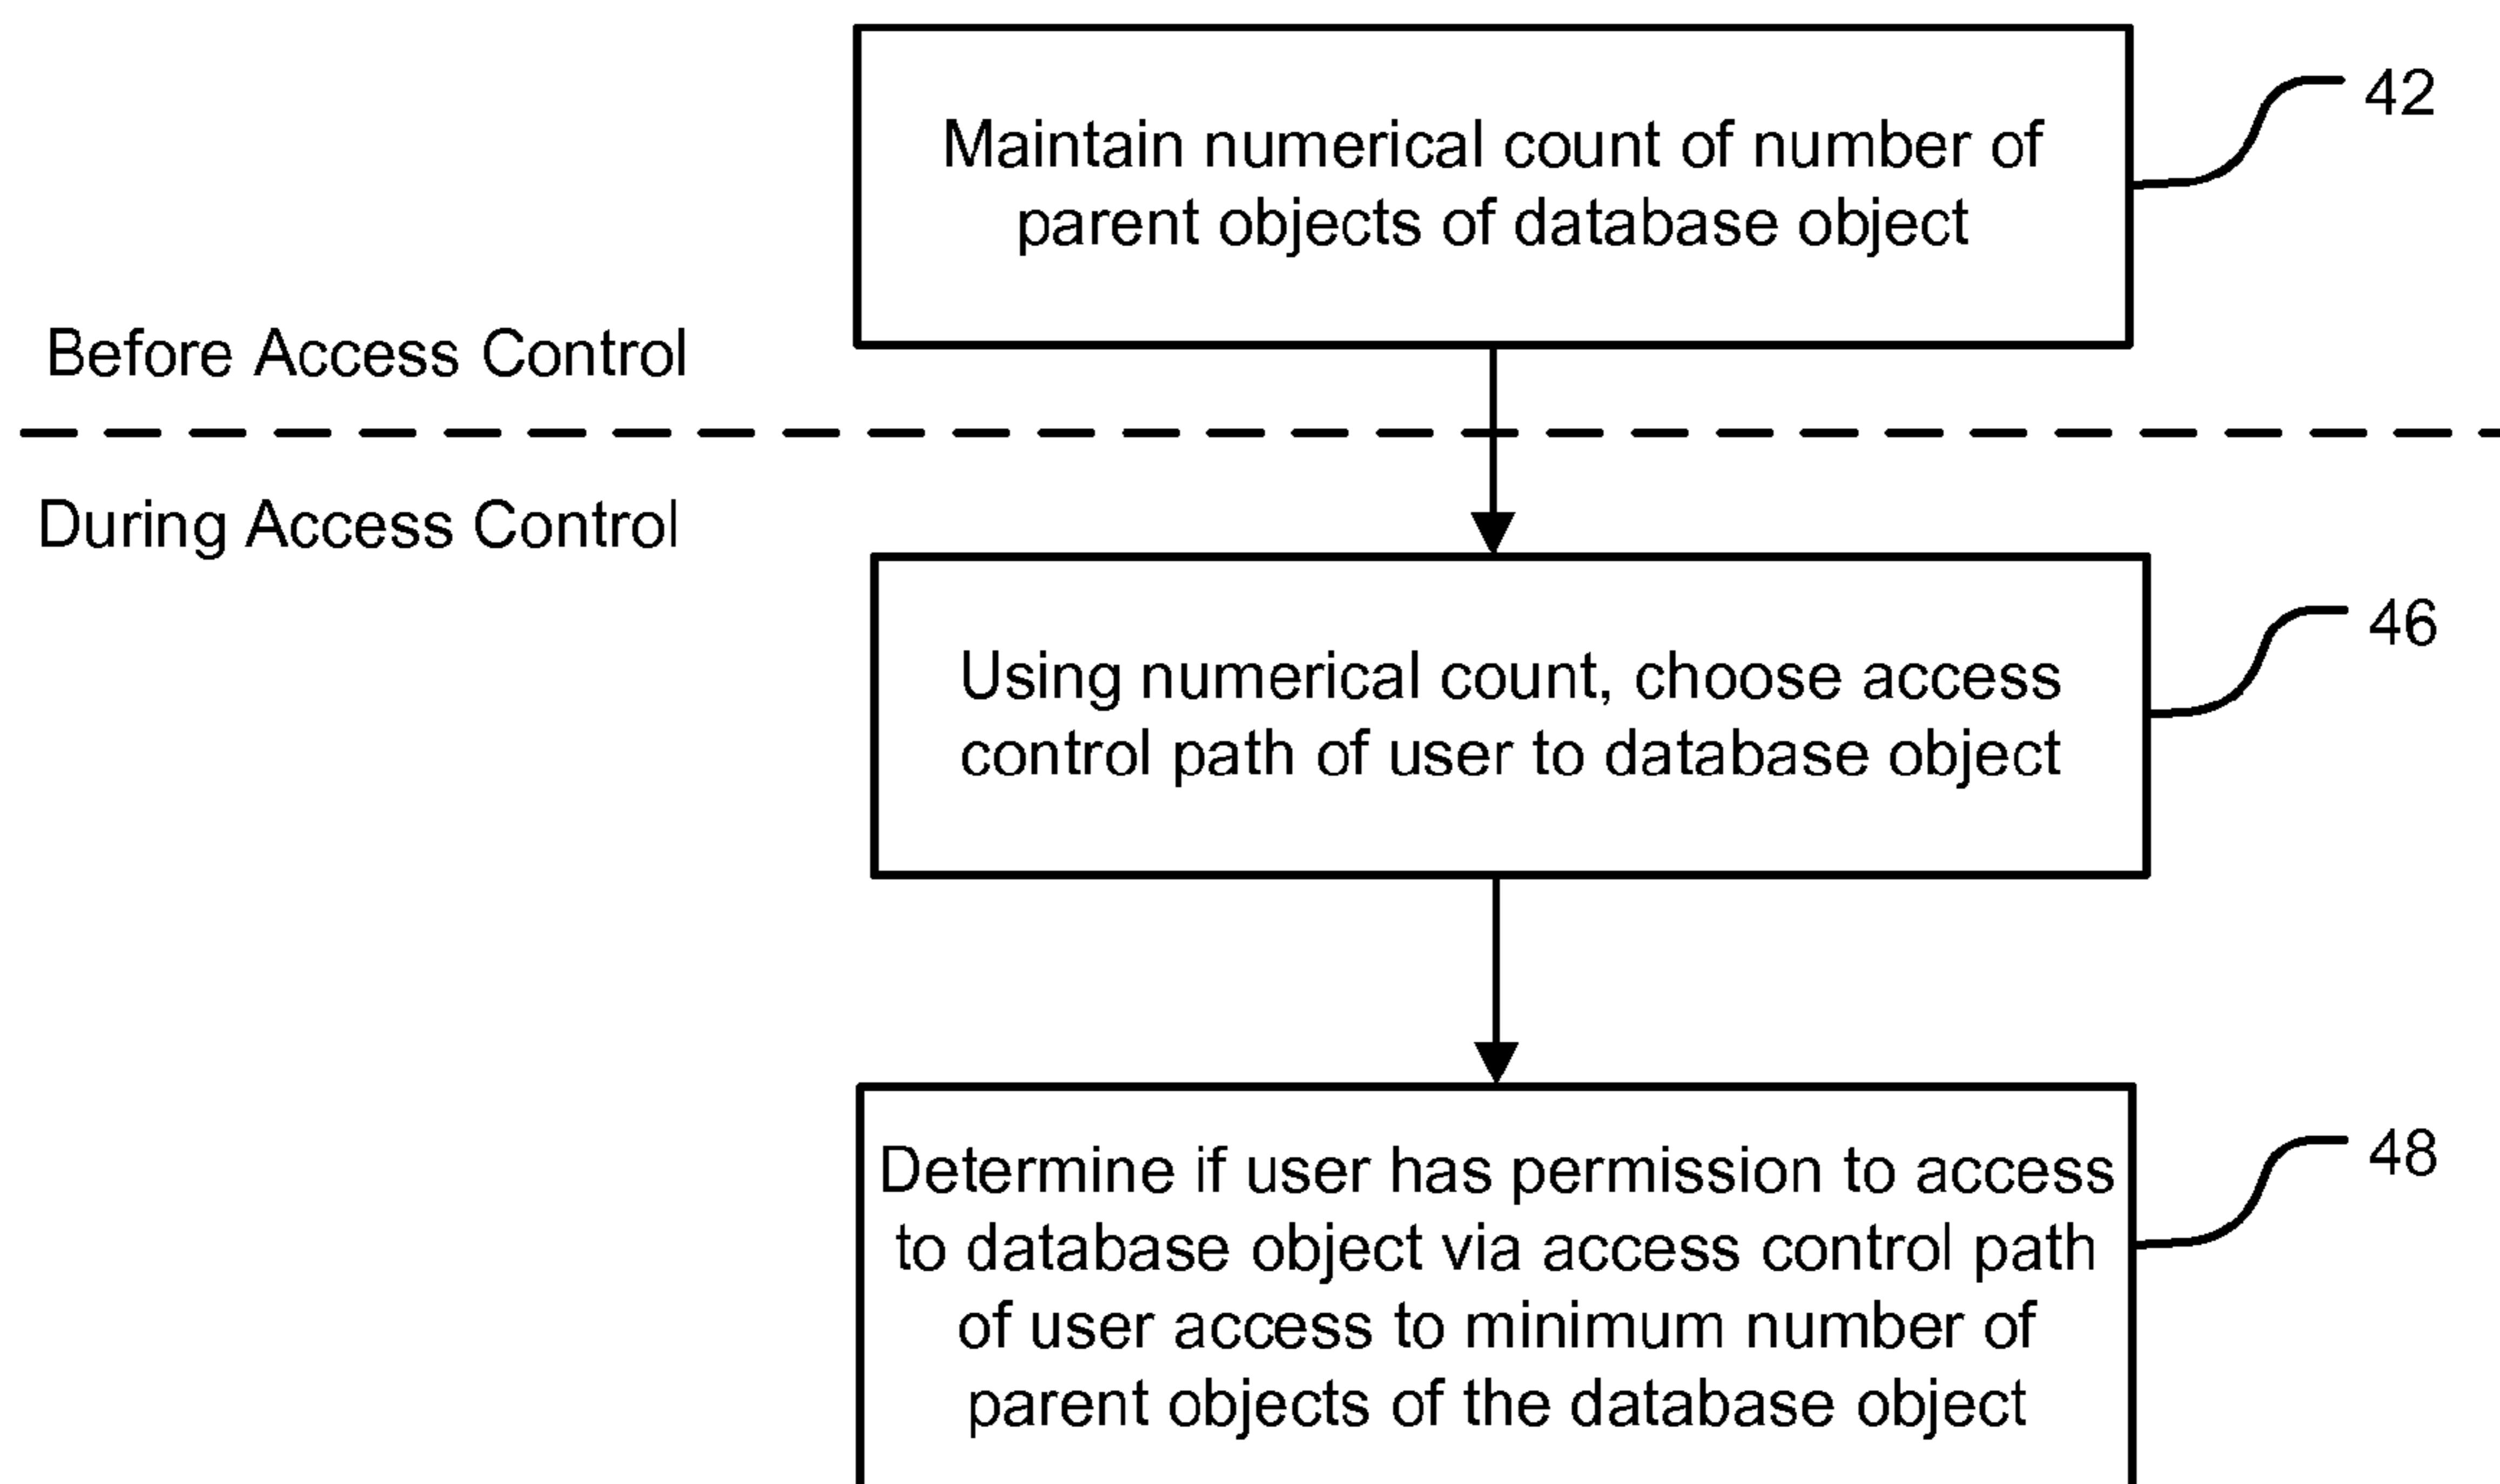 Maintain numerical count of number of
parent objects of database object
42
Before Access Control
During Access Control
Using numerical count, choose access
control path of user to database object
46
Determine if user has permission to access
to database object via access control path
of user access to minimum number of
parent objects of the database object
48